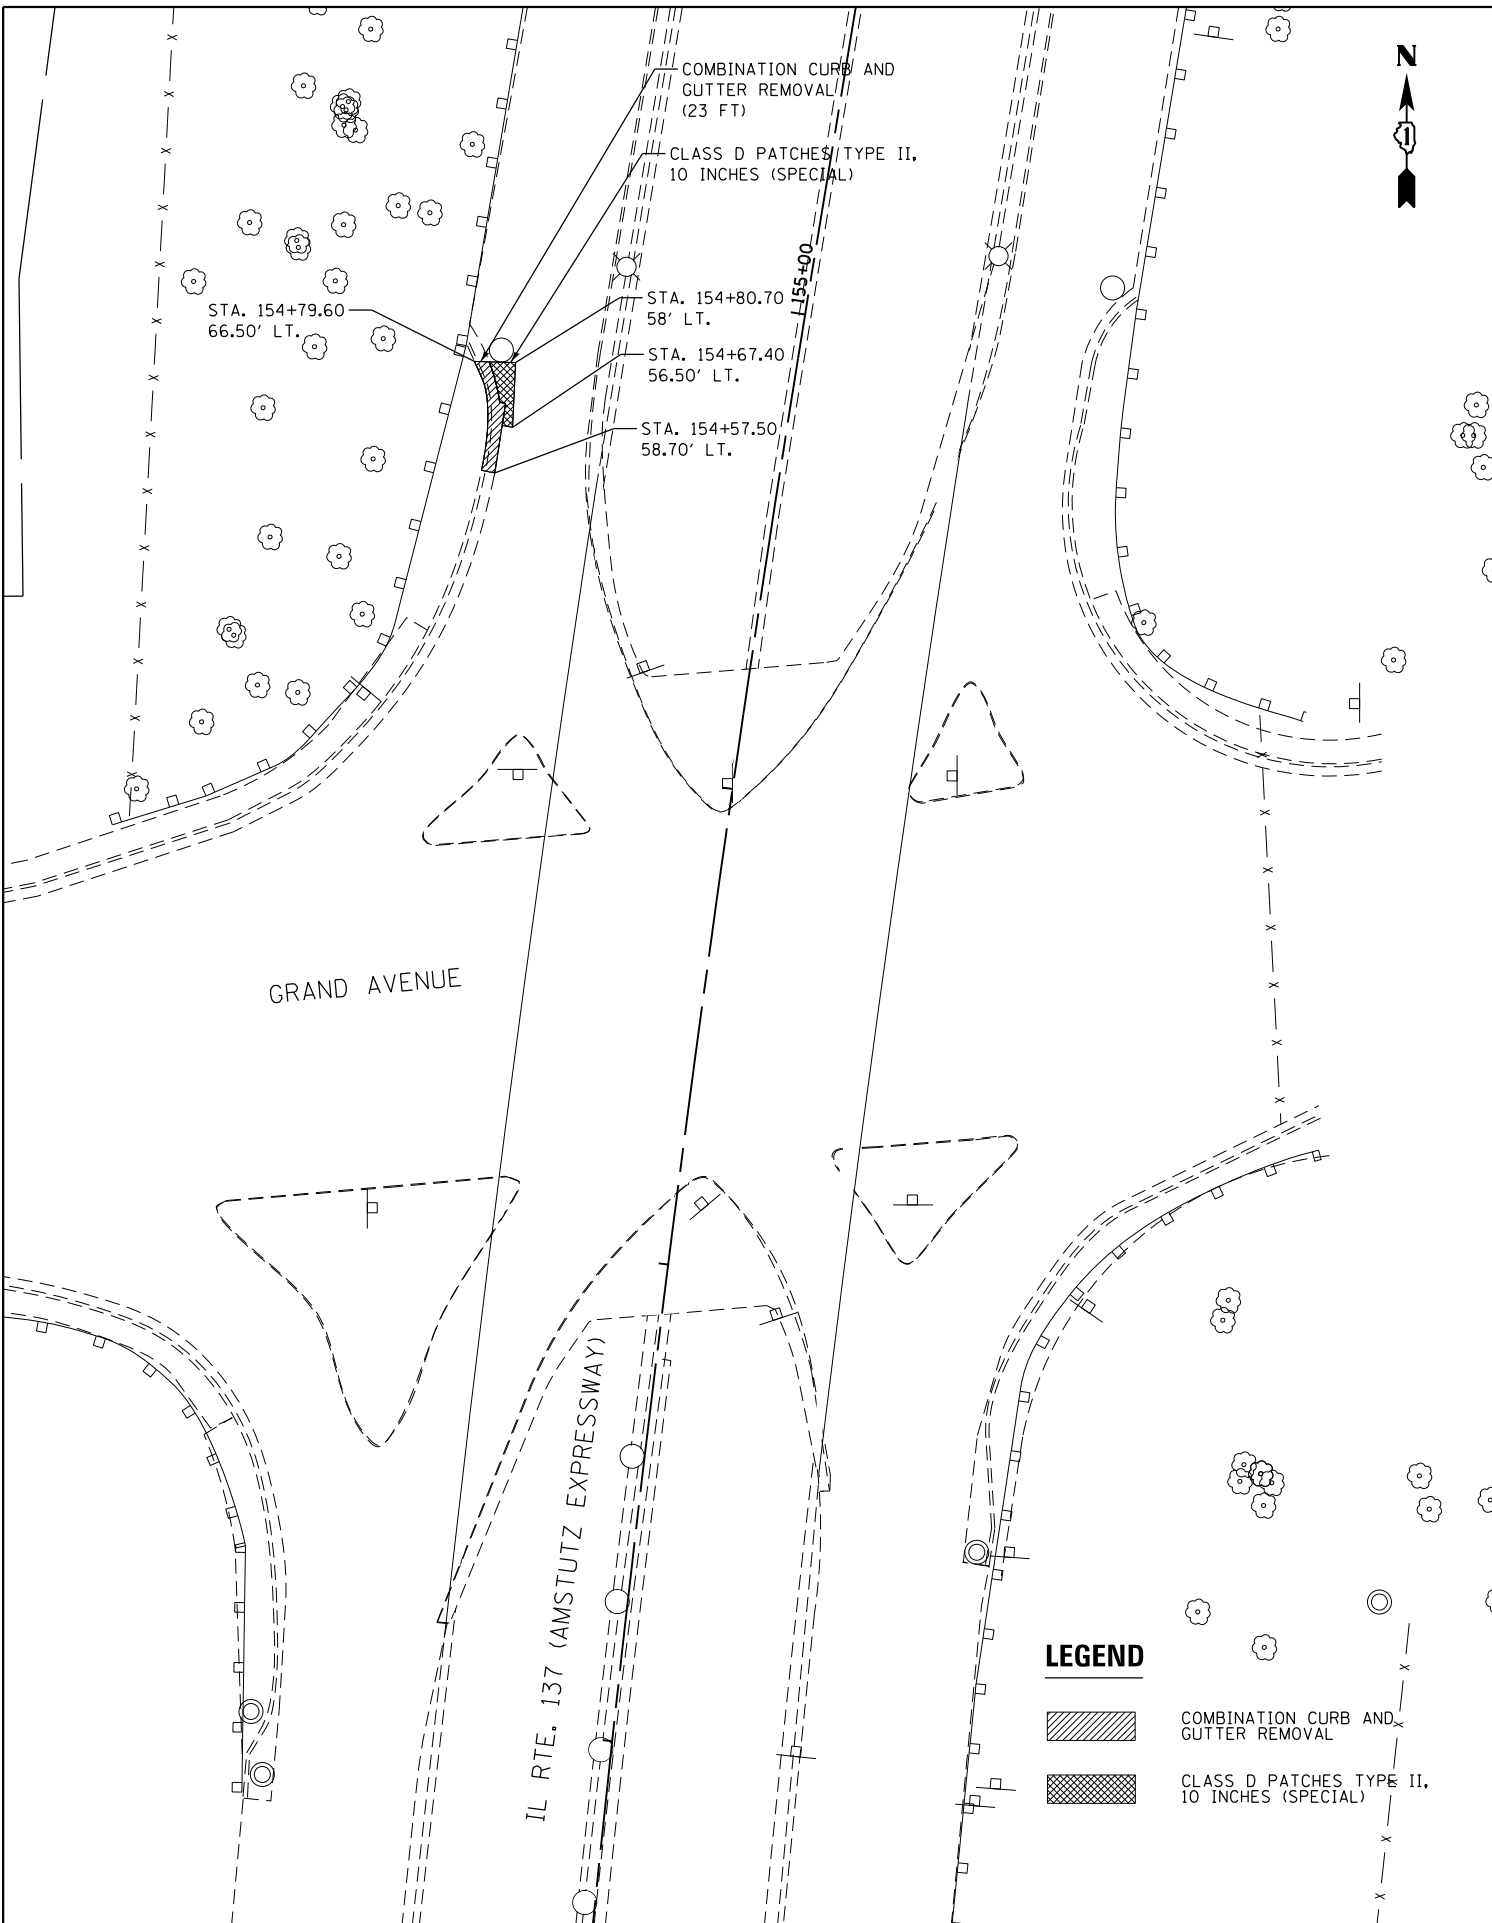 N
1
COMBINATION CURB AND
GUTTER REMOVAL
(23 FT)
CLASS D PATCHES TYPE II,
10 INCHES (SPECIAL)
155+00
STA. 154+79.60
66.50' LT.
STA. 154+80.70
58' LT.
STA. 154+67.40
56.50' LT.
STA. 154+57.50
58.70' LT.
GRAND AVENUE
IL RTE. 137 (AMSTUTZ EXPRESSWAY)
LEGEND
COMBINATION CURB AND
GUTTER REMOVAL
CLASS D PATCHES TYPE II,
10 INCHES (SPECIAL)